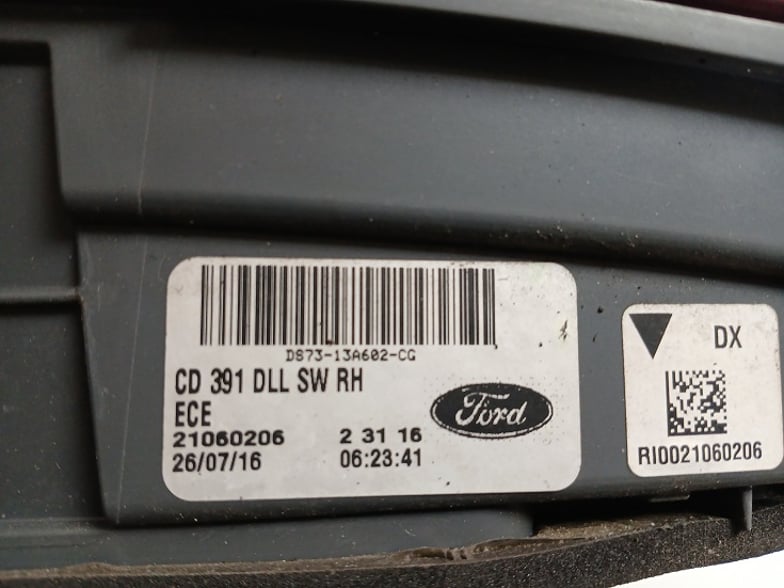 DS73-13A602-CG
CD 391 DLL SW RH
ECE
21060206 2 31 16
26/07/16 06:23:41
Ford
DX
RI0021060206